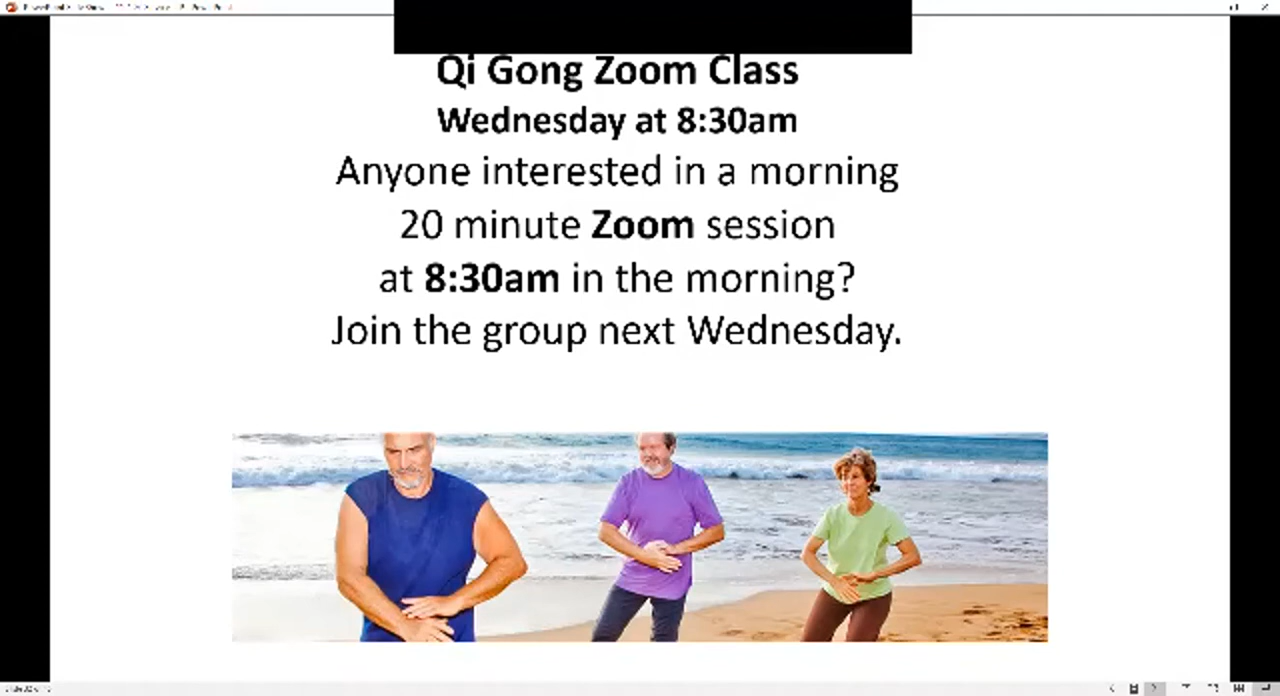 Qi Gong Zoom Class
Wednesday at 8:30am
Anyone interested in a morning
20 minute Zoom session
at 8:30am in the morning?
Join the group next Wednesday.